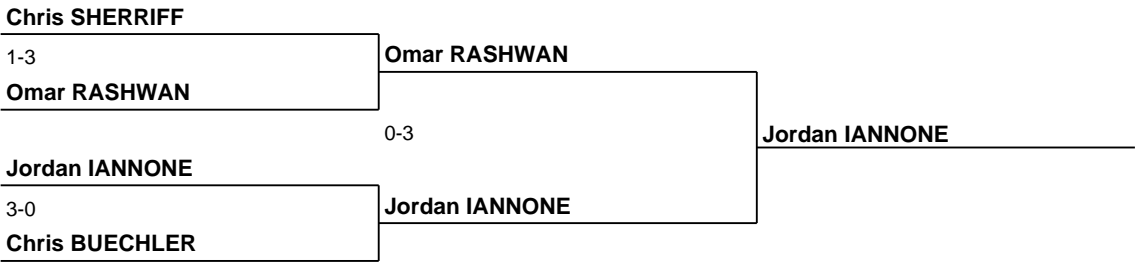 Chris SHERRIFF
1-3
Omar RASHWAN
Omar RASHWAN
0-3
Jordan IANNONE
Jordan IANNONE
3-0
Jordan IANNONE
Chris BUECHLER